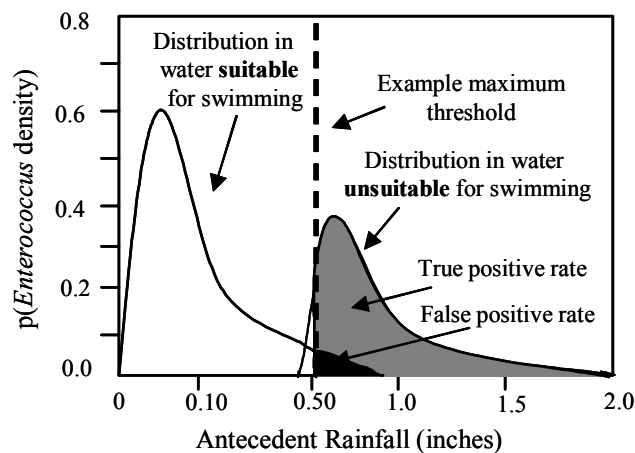 p(Enterococcus density)
0.8
0.6
0.4
0.2
0.0
Distribution in
water suitable
for swimming
Example maximum
threshold
Distribution in water
unsuitable for swimming
True positive rate
False positive rate
0
0.10
0.50
1.0
1.5
2.0
Antecedent Rainfall (inches)